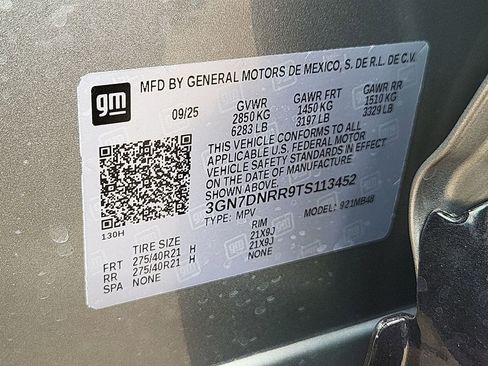 gm
MFD BY GENERAL MOTORS DE MEXICO, S. DE R.L. DE C.V.
09/25 GVWR GAWR FRT GAWR RR
2850 KG 1450 KG 1510 KG
6283 LB 3197 LB 3329 LB
THIS VEHICLE CONFORMS TO ALL
APPLICABLE U.S. FEDERAL MOTOR
VEHICLE SAFETY STANDARDS IN EFFECT
ON THE DATE OF MANUFACTURE
SHOWN ABOVE.
3GN7DNRR9TS113452
TYPE: MPV MODEL: 921MB48
130H
TIRE SIZE RIM
FRT 275/40R21 H 21X9J
RR 275/40R21 H 21X9J
SPA NONE NONE